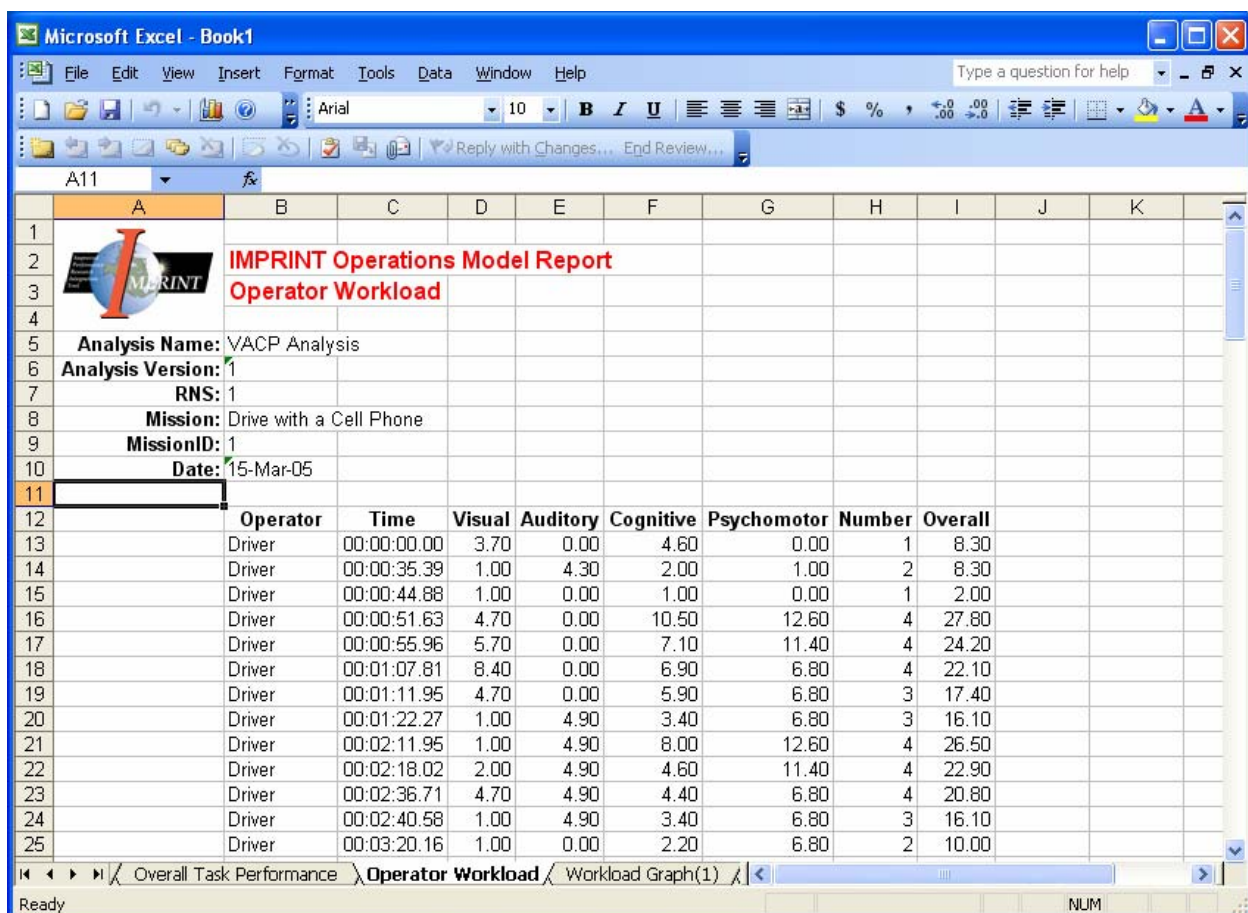 Microsoft Excel - Book1
File Edit View Insert Format Tools Data Window Help Type a question for help
Arial 10 B I U $ % ,
Reply with Changes... End Review...
A11 fx
A B C D E F G H I J K
1
2 IMPRINT Operations Model Report
3 Operator Workload
4
5 Analysis Name: VACP Analysis
6 Analysis Version: 1
7 RNS: 1
8 Mission: Drive with a Cell Phone
9 MissionID: 1
10 Date: 15-Mar-05
11
12 Operator Time Visual Auditory Cognitive Psychomotor Number Overall
13 Driver 00:00:00.00 3.70 0.00 4.60 0.00 1 8.30
14 Driver 00:00:35.39 1.00 4.30 2.00 1.00 2 8.30
15 Driver 00:00:44.88 1.00 0.00 1.00 0.00 1 2.00
16 Driver 00:00:51.63 4.70 0.00 10.50 12.60 4 27.80
17 Driver 00:00:55.96 5.70 0.00 7.10 11.40 4 24.20
18 Driver 00:01:07.81 8.40 0.00 6.90 6.80 4 22.10
19 Driver 00:01:11.95 4.70 0.00 5.90 6.80 3 17.40
20 Driver 00:01:22.27 1.00 4.90 3.40 6.80 3 16.10
21 Driver 00:02:11.95 1.00 4.90 8.00 12.60 4 26.50
22 Driver 00:02:18.02 2.00 4.90 4.60 11.40 4 22.90
23 Driver 00:02:36.71 4.70 4.90 4.40 6.80 4 20.80
24 Driver 00:02:40.58 1.00 4.90 3.40 6.80 3 16.10
25 Driver 00:03:20.16 1.00 0.00 2.20 6.80 2 10.00
Overall Task Performance Operator Workload Workload Graph(1)
Ready NUM